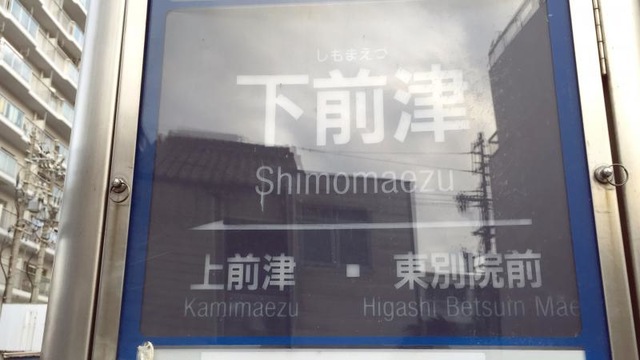 しもまえづ
下前津
Shimomaezu
上前津 ・ 東別院前
Kamimaezu Higashi Betsuin Mae